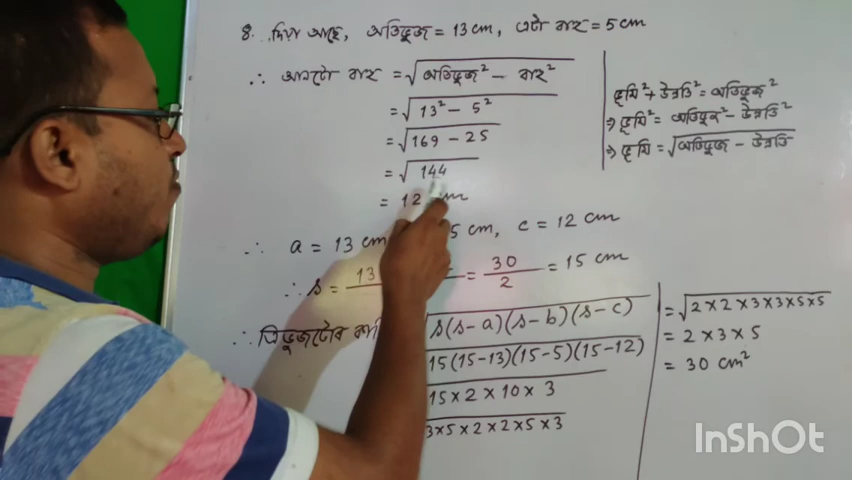 8. দিয়া আছে, অতিভূজ = 13 cm, এটা বাহু = 5 cm
∴ আনটো বাহু = √অতিভূজ² − বাহু²
= √13² − 5²
= √169 − 25
= √144
= 12 cm
∴ a = 13 cm, 5 cm, c = 12 cm
∴ s = 13 = 30/2 = 15 cm
∴ ত্ৰিভূজটোৰ √s(s−a)(s−b)(s−c)
15(15−13)(15−5)(15−12)
15 × 2 × 10 × 3
3×5×2×2×5×3
ভূমি² + উন্নতি² = অতিভূজ²
⇒ ভূমি² = অতিভূজ² − উন্নতি²
⇒ ভূমি = √অতিভূজ − উন্নতি
= √2×2×3×3×5×5
= 2×3×5
= 30 cm²
InShOt